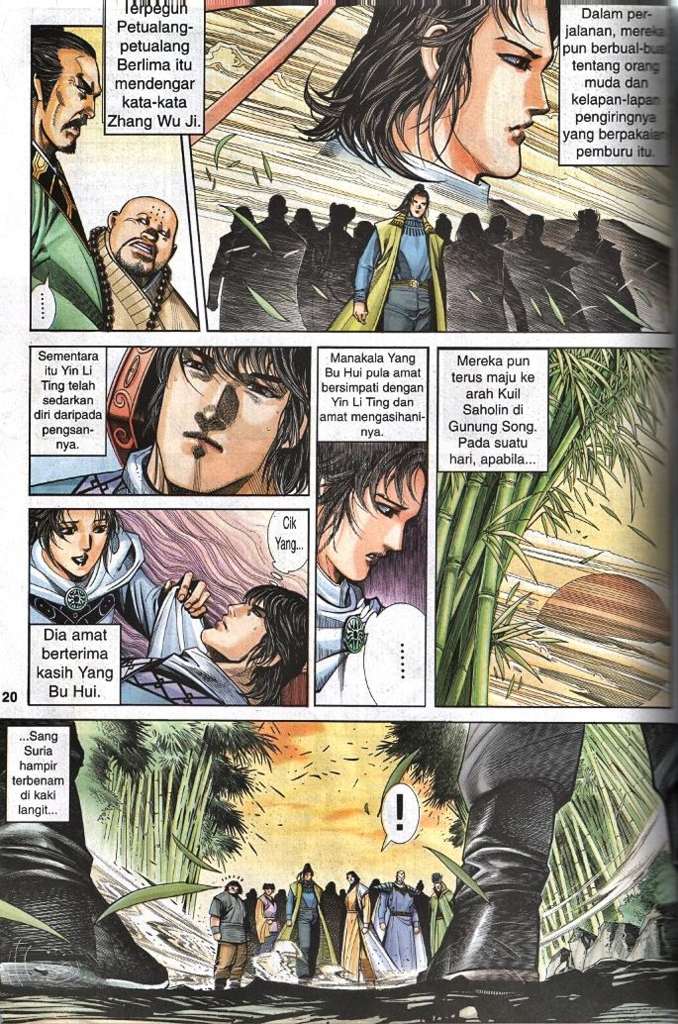 Terpegun
Petualang-
petualang
Berlima itu
mendengar
kata-kata
Zhang Wu Ji.
Dalam per-
jalanan, mereka
pun berbual-bual
tentang orang
muda dan
kelapan-lapan
pengiringnya
yang berpakaian
pemburu itu.
......
Sementara
itu Yin Li
Ting telah
sedarkan
diri daripada
pengsan-
nya.
Cik
Yang...
Dia amat
berterima
kasih Yang
Bu Hui.
Manakala Yang
Bu Hui pula amat
bersimpati dengan
Yin Li Ting dan
amat mengasihani-
nya.
......
Mereka pun
terus maju ke
arah Kuil
Saholin di
Gunung Song.
Pada suatu
hari, apabila...
20
...Sang
Suria
hampir
terbenam
di kaki
langit...
!